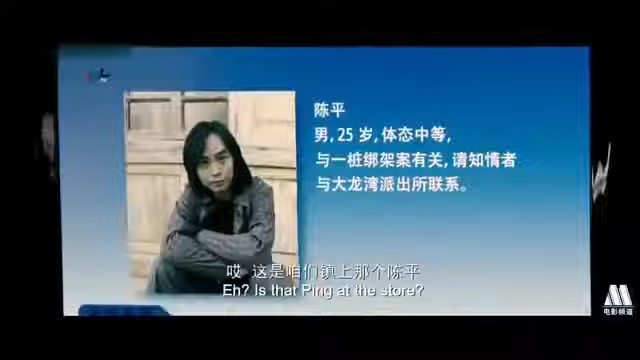 陈平
男,25岁,体态中等,
与一桩绑架案有关,请知情者
与大龙湾派出所联系。
哎 这是咱们镇上那个陈平
Eh? Is that Ping at the store?
电影频道